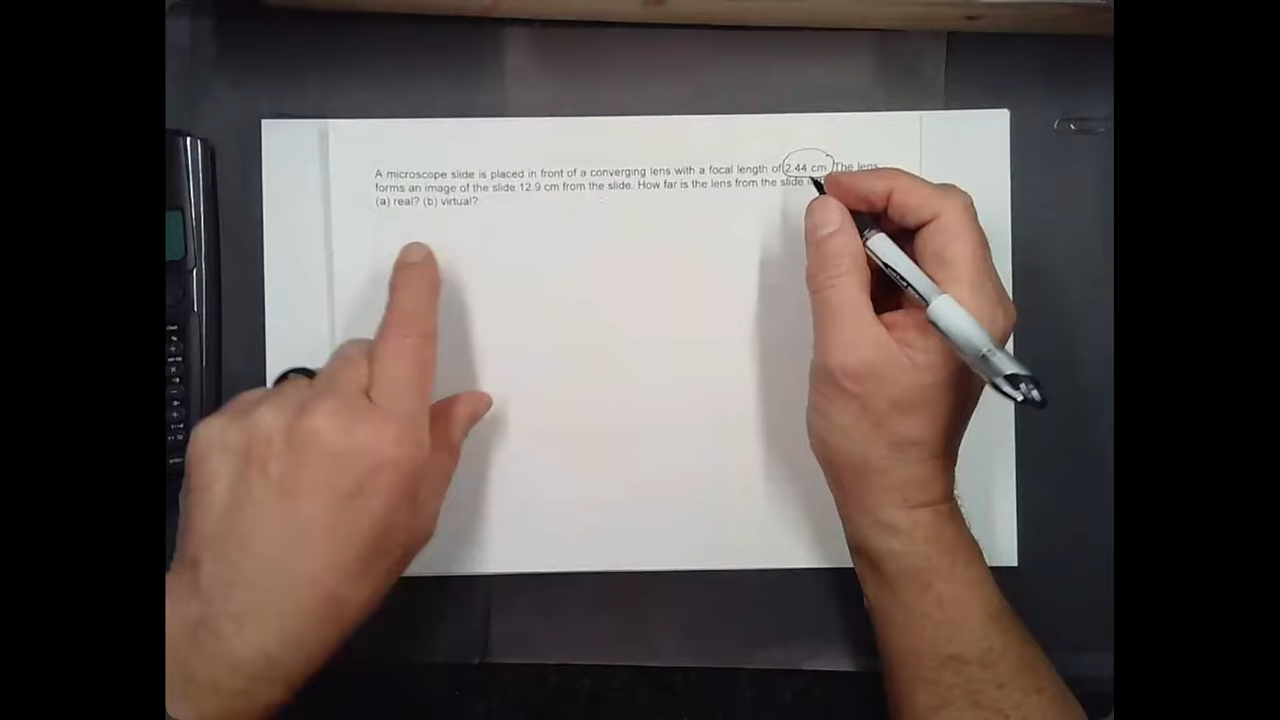 A microscope slide is placed in front of a converging lens with a focal length of 2.44 cm. The lens
forms an image of the slide 12.9 cm from the slide. How far is the lens from the slide
(a) real? (b) virtual?